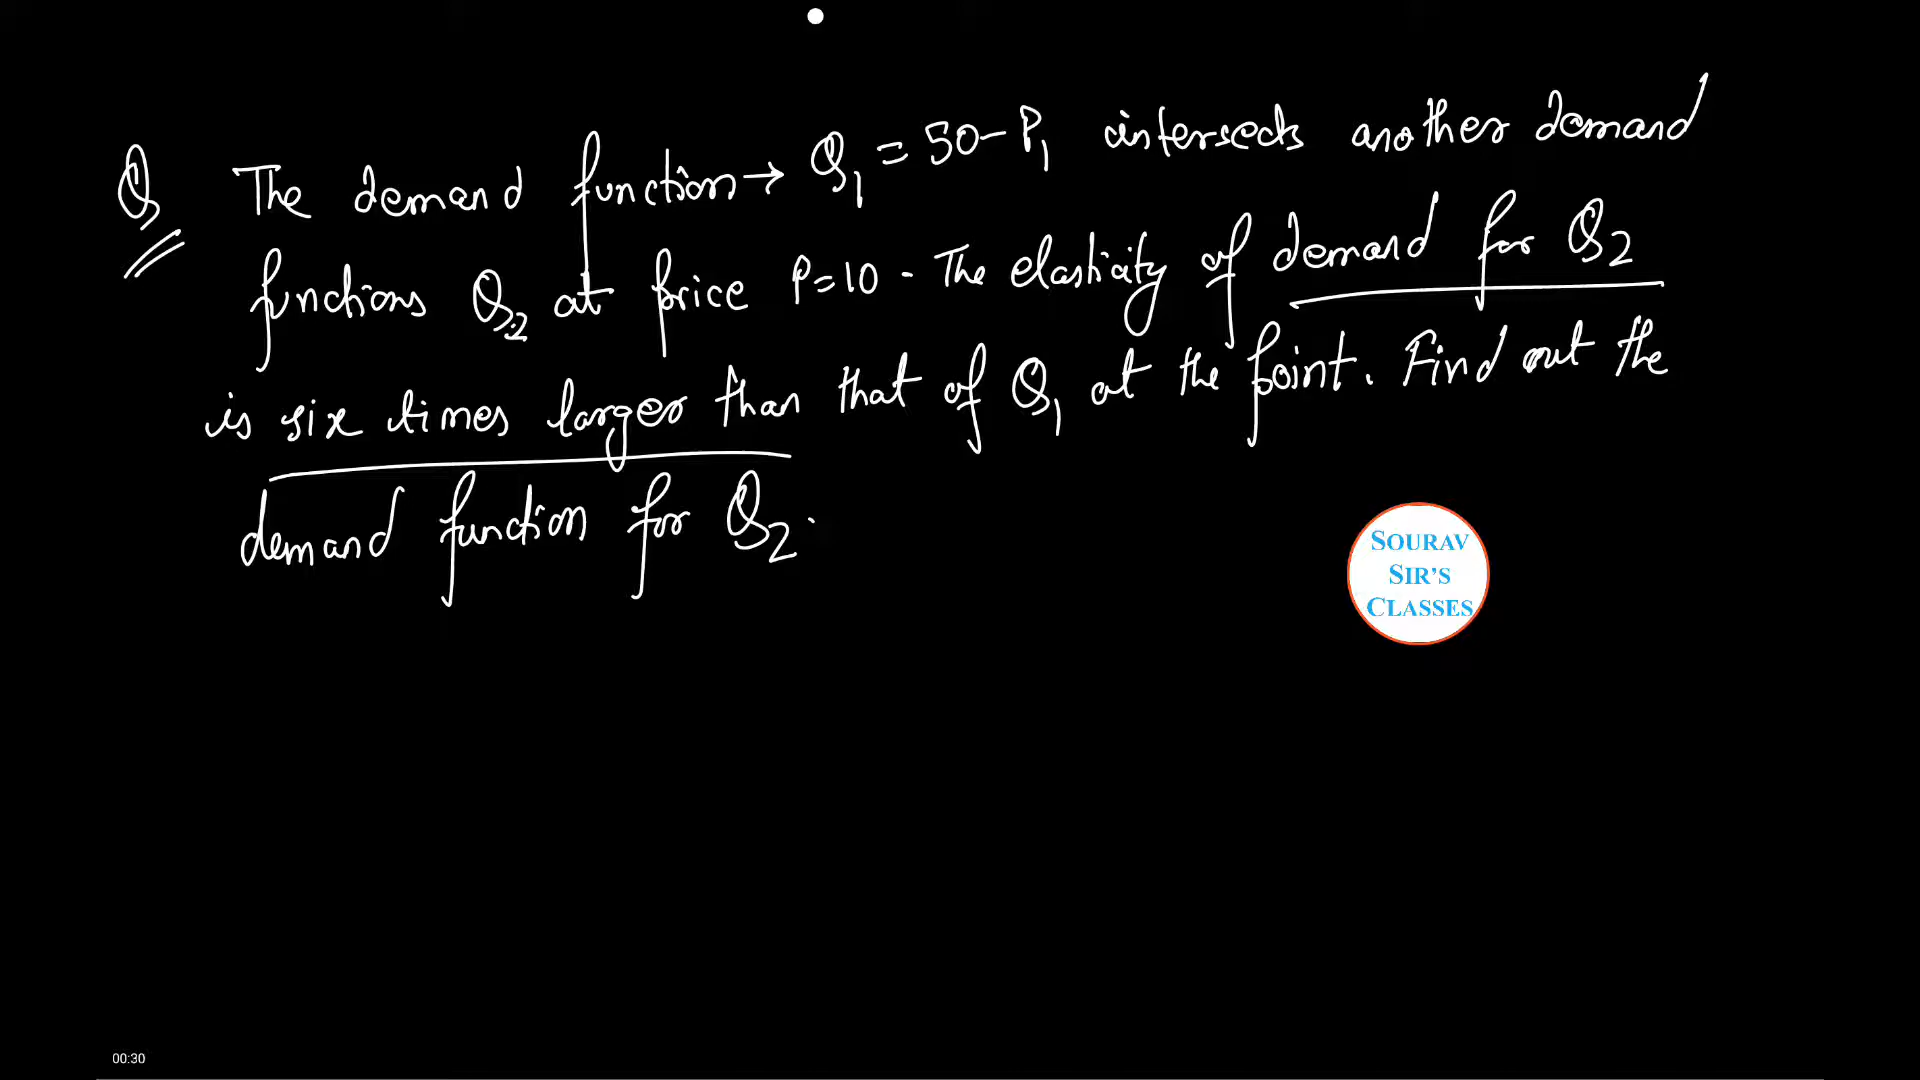 Q The demand function → Q₁ = 50 - P₁ intersects another demand
functions Q₂ at price P=10 - The elasticity of demand for Q₂
is six times larger than that of Q₁ at the point. Find out the
demand function for Q₂.
SOURAV
SIR'S
CLASSES
00:30